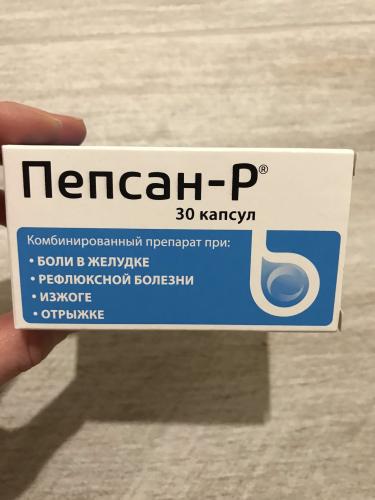 Пепсан-Р®
30 капсул
Комбинированный препарат при:
• БОЛИ В ЖЕЛУДКЕ
• РЕФЛЮКСНОЙ БОЛЕЗНИ
• ИЗЖОГЕ
• ОТРЫЖКЕ